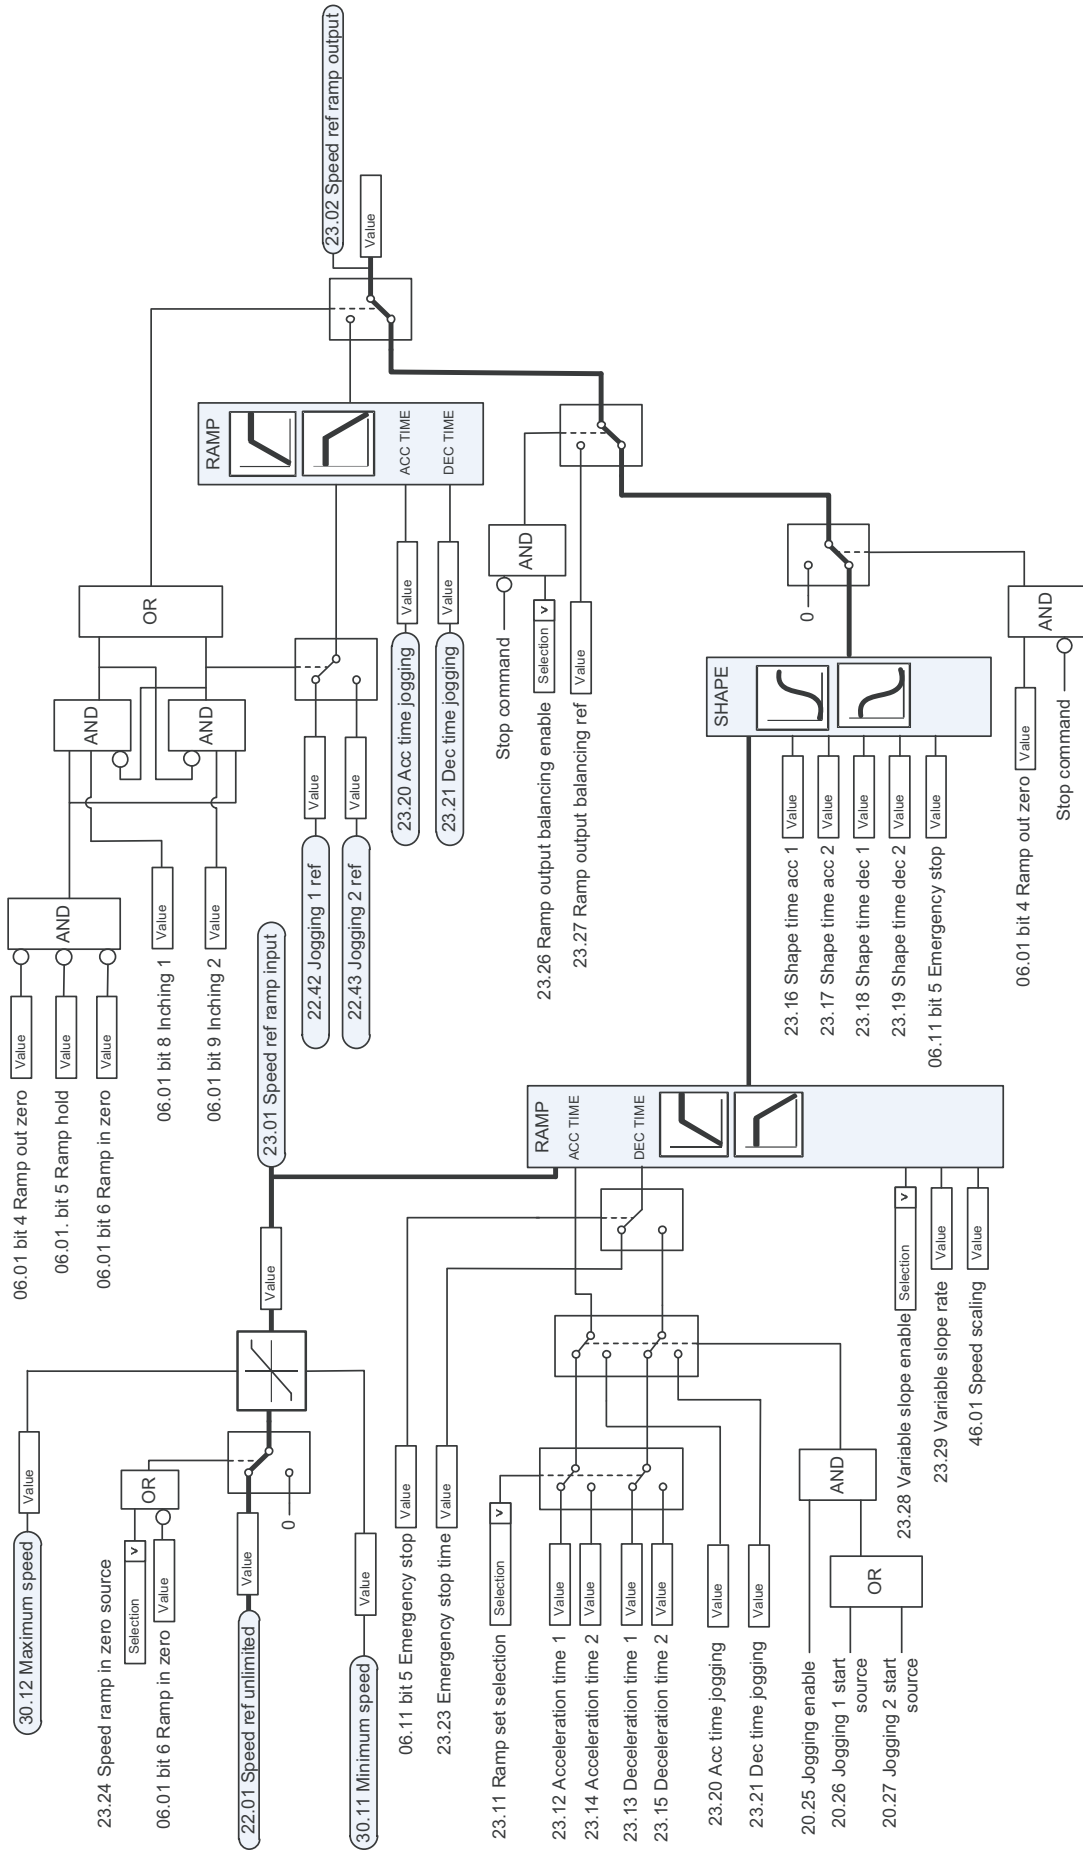 30.12 Maximum speed
Value
23.24 Speed ramp in zero source
Selection
v
06.01 bit 6 Ramp in zero
Value
OR
22.01 Speed ref unlimited
Value
0
30.11 Minimum speed
Value
Value
23.01 Speed ref ramp input
06.01 bit 4 Ramp out zero
Value
06.01. bit 5 Ramp hold
Value
06.01 bit 6 Ramp in zero
Value
AND
06.01 bit 8 Inching 1
Value
06.01 bit 9 Inching 2
Value
AND
AND
OR
22.42 Jogging 1 ref
Value
22.43 Jogging 2 ref
Value
23.20 Acc time jogging
Value
23.21 Dec time jogging
Value
RAMP
ACC TIME
DEC TIME
23.02 Speed ref ramp output
Value
06.11 bit 5 Emergency stop
Value
23.23 Emergency stop time
Value
23.11 Ramp set selection
Selection
v
23.12 Acceleration time 1
Value
23.14 Acceleration time 2
Value
23.13 Deceleration time 1
Value
23.15 Deceleration time 2
Value
23.20 Acc time jogging
Value
23.21 Dec time jogging
Value
20.25 Jogging enable
20.26 Jogging 1 start
source
20.27 Jogging 2 start
source
OR
AND
23.28 Variable slope enable
Selection
v
23.29 Variable slope rate
Value
46.01 Speed scaling
Value
RAMP
ACC TIME
DEC TIME
Stop command
23.26 Ramp output balancing enable
Selection
v
AND
23.27 Ramp output balancing ref
Value
23.16 Shape time acc 1
Value
23.17 Shape time acc 2
Value
23.18 Shape time dec 1
Value
23.19 Shape time dec 2
Value
06.11 bit 5 Emergency stop
Value
SHAPE
0
06.01 bit 4 Ramp out zero
Value
Stop command
AND